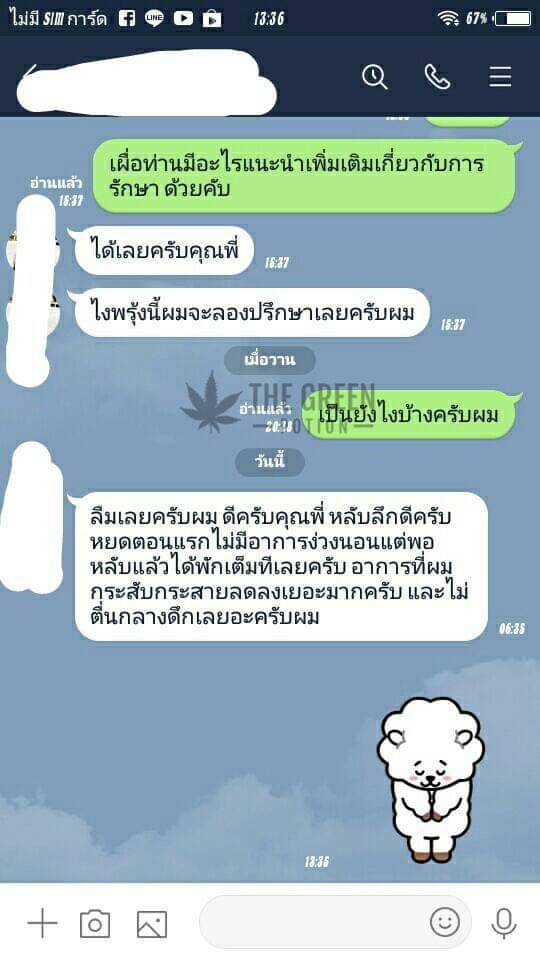 ไม่มี SIM การ์ด
13:36
67%
เผื่อท่านมีอะไรแนะนำเพิ่มเติมเกี่ยวกับการ
รักษา ด้วยคับ
อ่านแล้ว
16:37
ได้เลยครับคุณพี่
16:37
ไงพรุ้งนี้ผมจะลองปรึกษาเลยครับผม
16:37
เมื่อวาน
THE GREEN
POTION
อ่านแล้ว
เป็นยังไงบ้างครับผม
วันนี้
ลืมเลยครับผม ดีครับคุณพี่ หลับลึกดีครับ
หยดตอนแรกไม่มีอาการง่วงนอนแต่พอ
หลับแล้วได้พักเต็มทีเลยครับ อาการที่ผม
กระสับกระสายลดลงเยอะมากครับ และไม่
ตื่นกลางดึกเลยอะครับผม
06:35
13:35